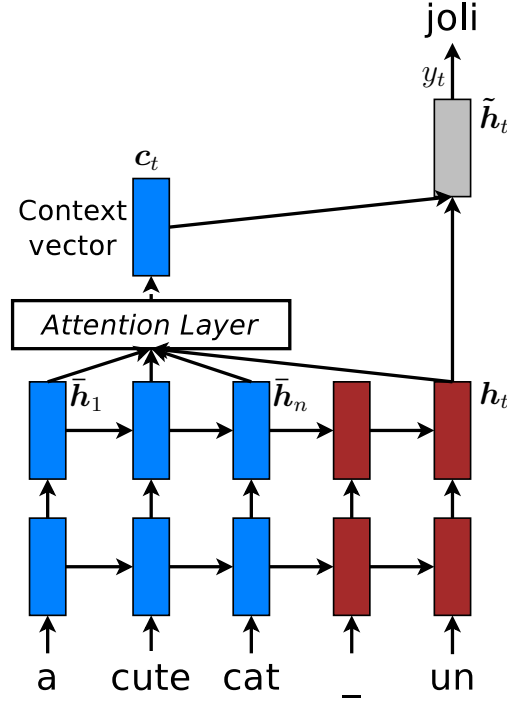 joli
y_t
h̃_t
c_t
Context
vector
Attention Layer
h̄_1 h̄_n h_t
a cute cat _ un